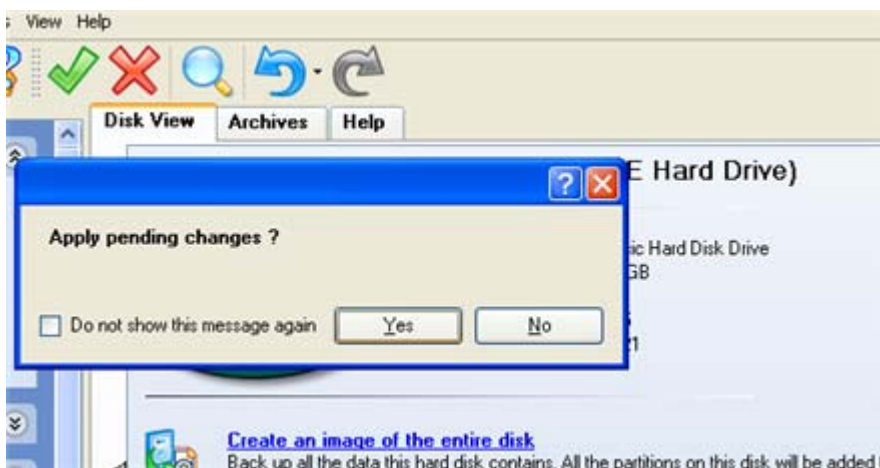 View Help
Disk View Archives Help
E Hard Drive)
Apply pending changes ?
ic Hard Disk Drive
GB
Do not show this message again Yes No
Create an image of the entire disk
Back up all the data this hard disk contains. All the partitions on this disk will be added